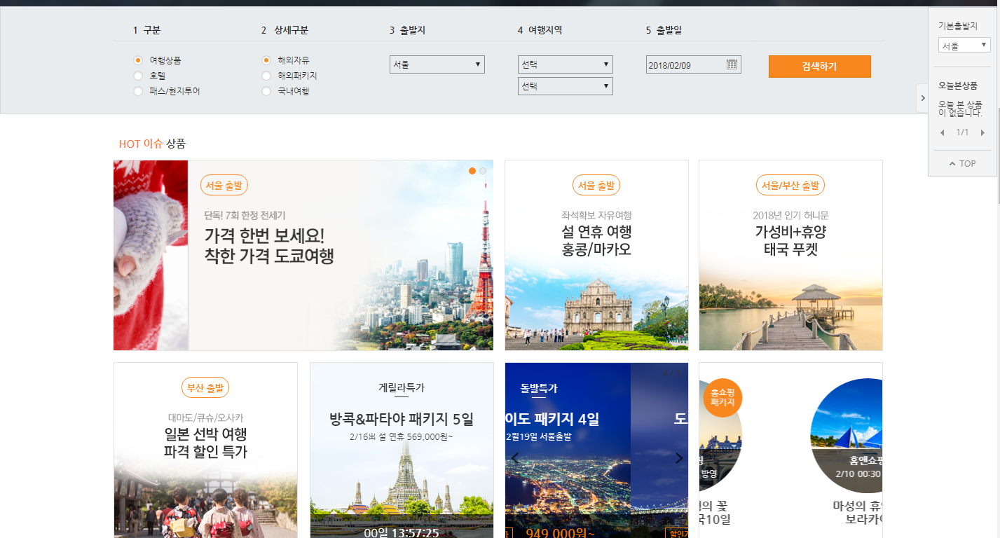 1 구분
2 상세구분
3 출발지
4 여행지역
5 출발일
여행상품
호텔
패스/현지투어
해외자유
해외패키지
국내여행
서울
선택
선택
2018/02/09
검색하기
기본출발지
서울
오늘본상품
오늘 본 상품
이 없습니다.
1/1
TOP
HOT 이슈 상품
서울 출발
단독! 7회 한정 전세기
가격 한번 보세요!
착한 가격 도쿄여행
서울 출발
좌석확보 자유여행
설 연휴 여행
홍콩/마카오
서울/부산 출발
2018년 인기 허니문
가성비+휴양
태국 푸켓
부산 출발
대마도/큐슈/오사카
일본 선박 여행
파격 할인 특가
게릴라특가
방콕&파타야 패키지 5일
2/16出 설 연휴 569,000원~
00일 13:57:25
돌발특가
이도 패키지 4일
2월19일 서울출발
949,000원~
도
할인가
홈쇼핑
패키지
방영
의 꽃
국10일
홈앤쇼핑
2/10 00:30
마성의 휴
보라카이